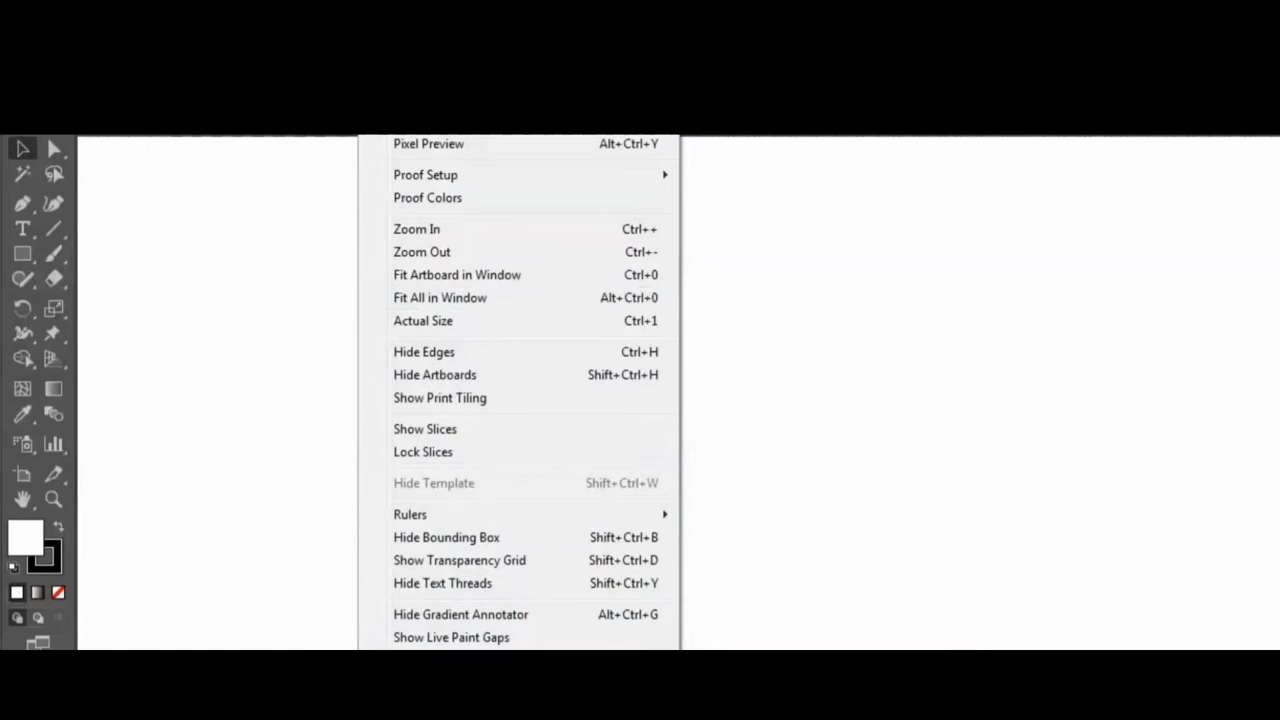 Pixel Preview Alt+Ctrl+Y
Proof Setup
Proof Colors
Zoom In Ctrl++
Zoom Out Ctrl+-
Fit Artboard in Window Ctrl+0
Fit All in Window Alt+Ctrl+0
Actual Size Ctrl+1
Hide Edges Ctrl+H
Hide Artboards Shift+Ctrl+H
Show Print Tiling
Show Slices
Lock Slices
Hide Template Shift+Ctrl+W
Rulers
Hide Bounding Box Shift+Ctrl+B
Show Transparency Grid Shift+Ctrl+D
Hide Text Threads Shift+Ctrl+Y
Hide Gradient Annotator Alt+Ctrl+G
Show Live Paint Gaps